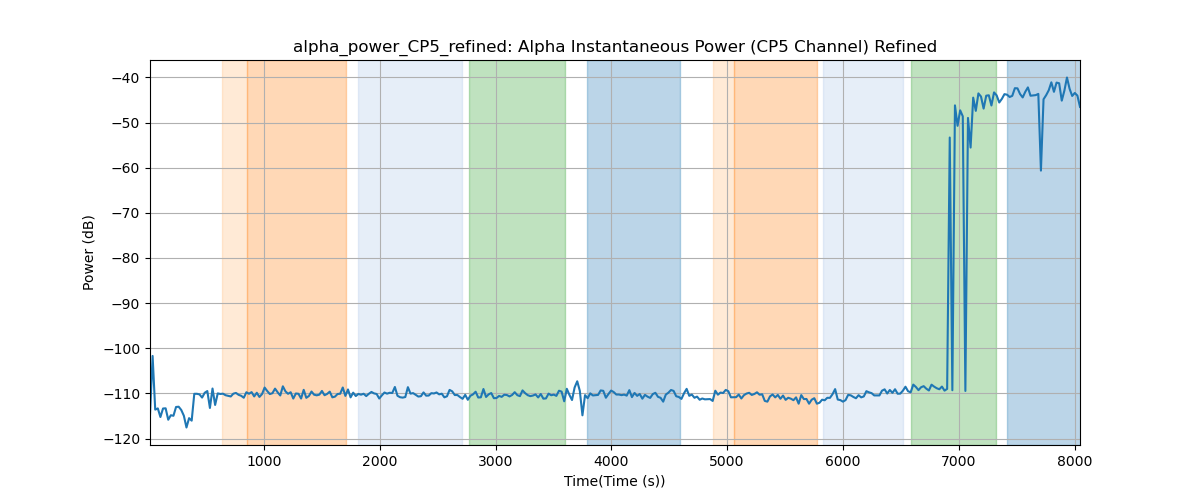 alpha_power_CP5_refined: Alpha Instantaneous Power (CP5 Channel) Refined
Power (dB)
−40
−50
−60
−70
−80
−90
−100
−110
−120
1000 2000 3000 4000 5000 6000 7000 8000
Time(Time (s))